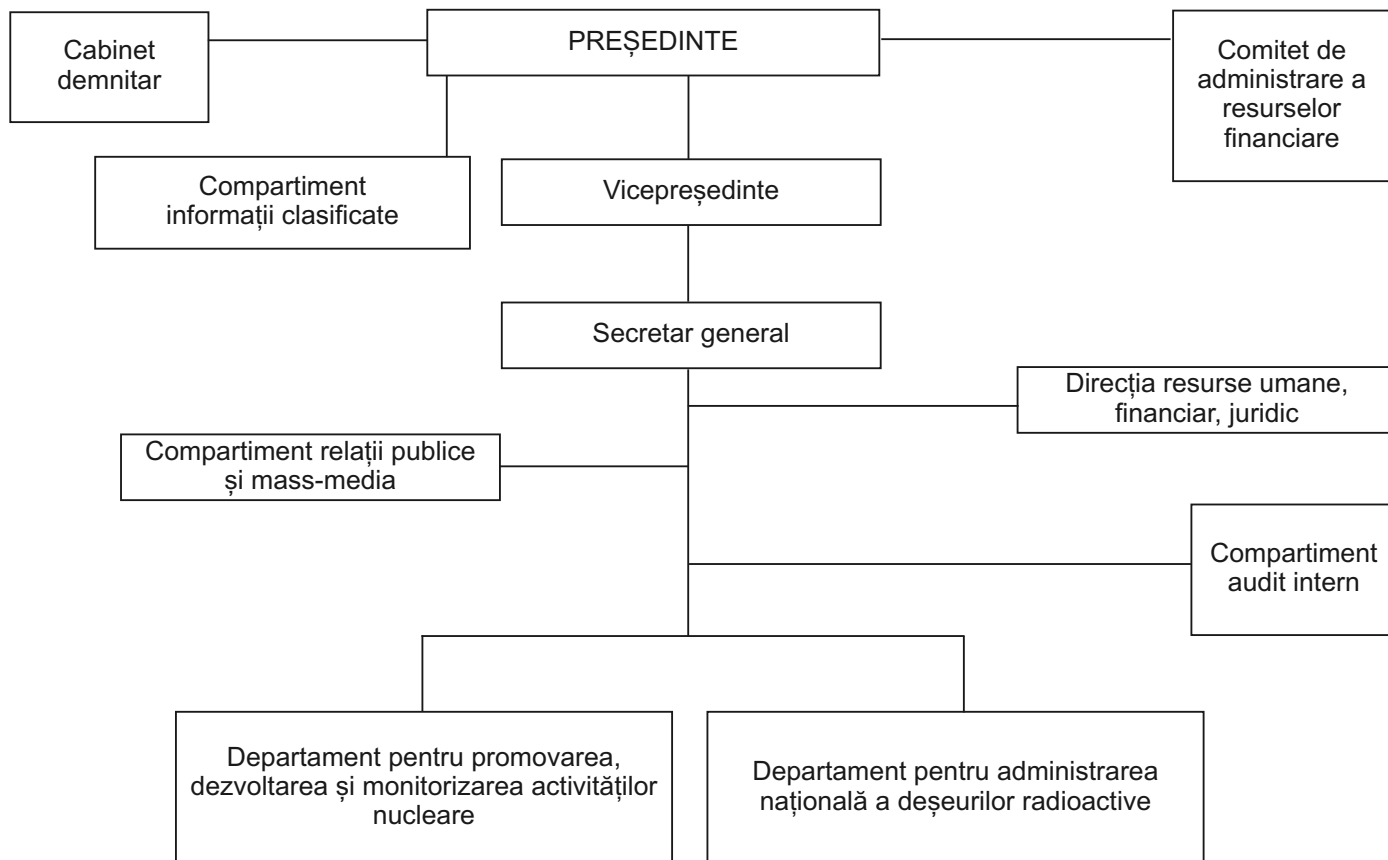 PREȘEDINTE
Cabinet
demnitar
Comitet de
administrare a
resurselor
financiare
Compartiment
informații clasificate
Vicepreședinte
Secretar general
Direcția resurse umane,
financiar, juridic
Compartiment relații publice
și mass-media
Compartiment
audit intern
Departament pentru promovarea,
dezvoltarea și monitorizarea activităților
nucleare
Departament pentru administrarea
națională a deșeurilor radioactive